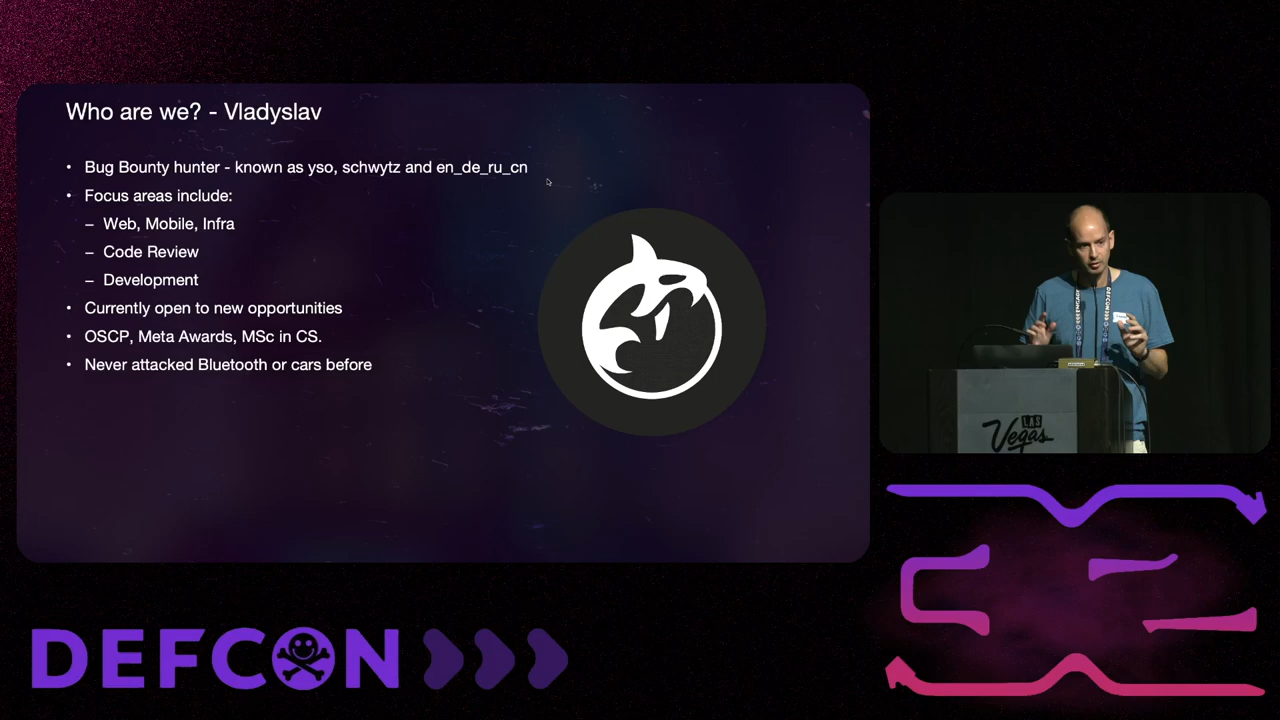 Who are we? - Vladyslav
• Bug Bounty hunter - known as yso, schwytz and en_de_ru_cn
• Focus areas include:
– Web, Mobile, Infra
– Code Review
– Development
• Currently open to new opportunities
• OSCP, Meta Awards, MSc in CS.
• Never attacked Bluetooth or cars before
LAS
Vegas
DEFCON